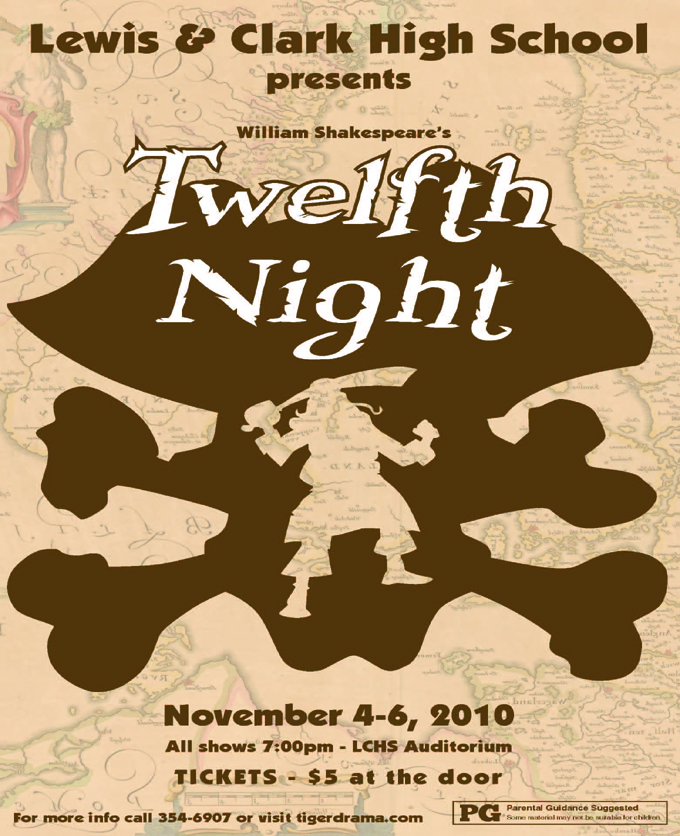 Lewis & Clark High School
presents
William Shakespeare's
Twelfth
Night
November 4-6, 2010
All shows 7:00pm - LCHS Auditorium
TICKETS - $5 at the door
For more info call 354-6907 or visit tigerdrama.com
PG Parental Guidance Suggested
Some material may not be suitable for children